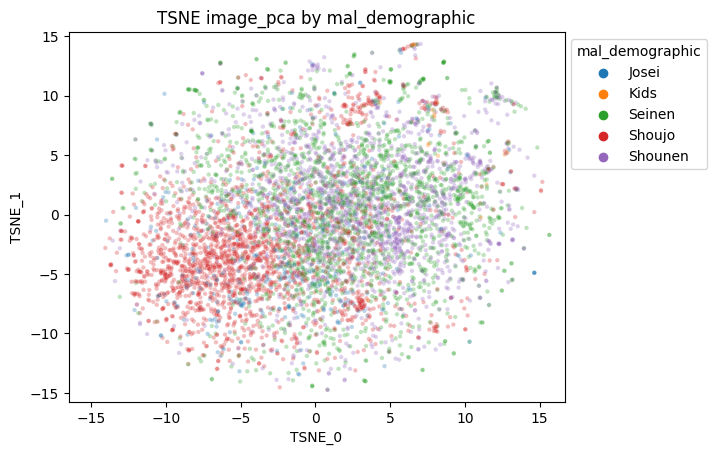 TSNE image_pca by mal_demographic
15
10
5
0
−5
−10
−15
TSNE_1
−15
−10
−5
0
5
10
15
TSNE_0
mal_demographic
Josei
Kids
Seinen
Shoujo
Shounen